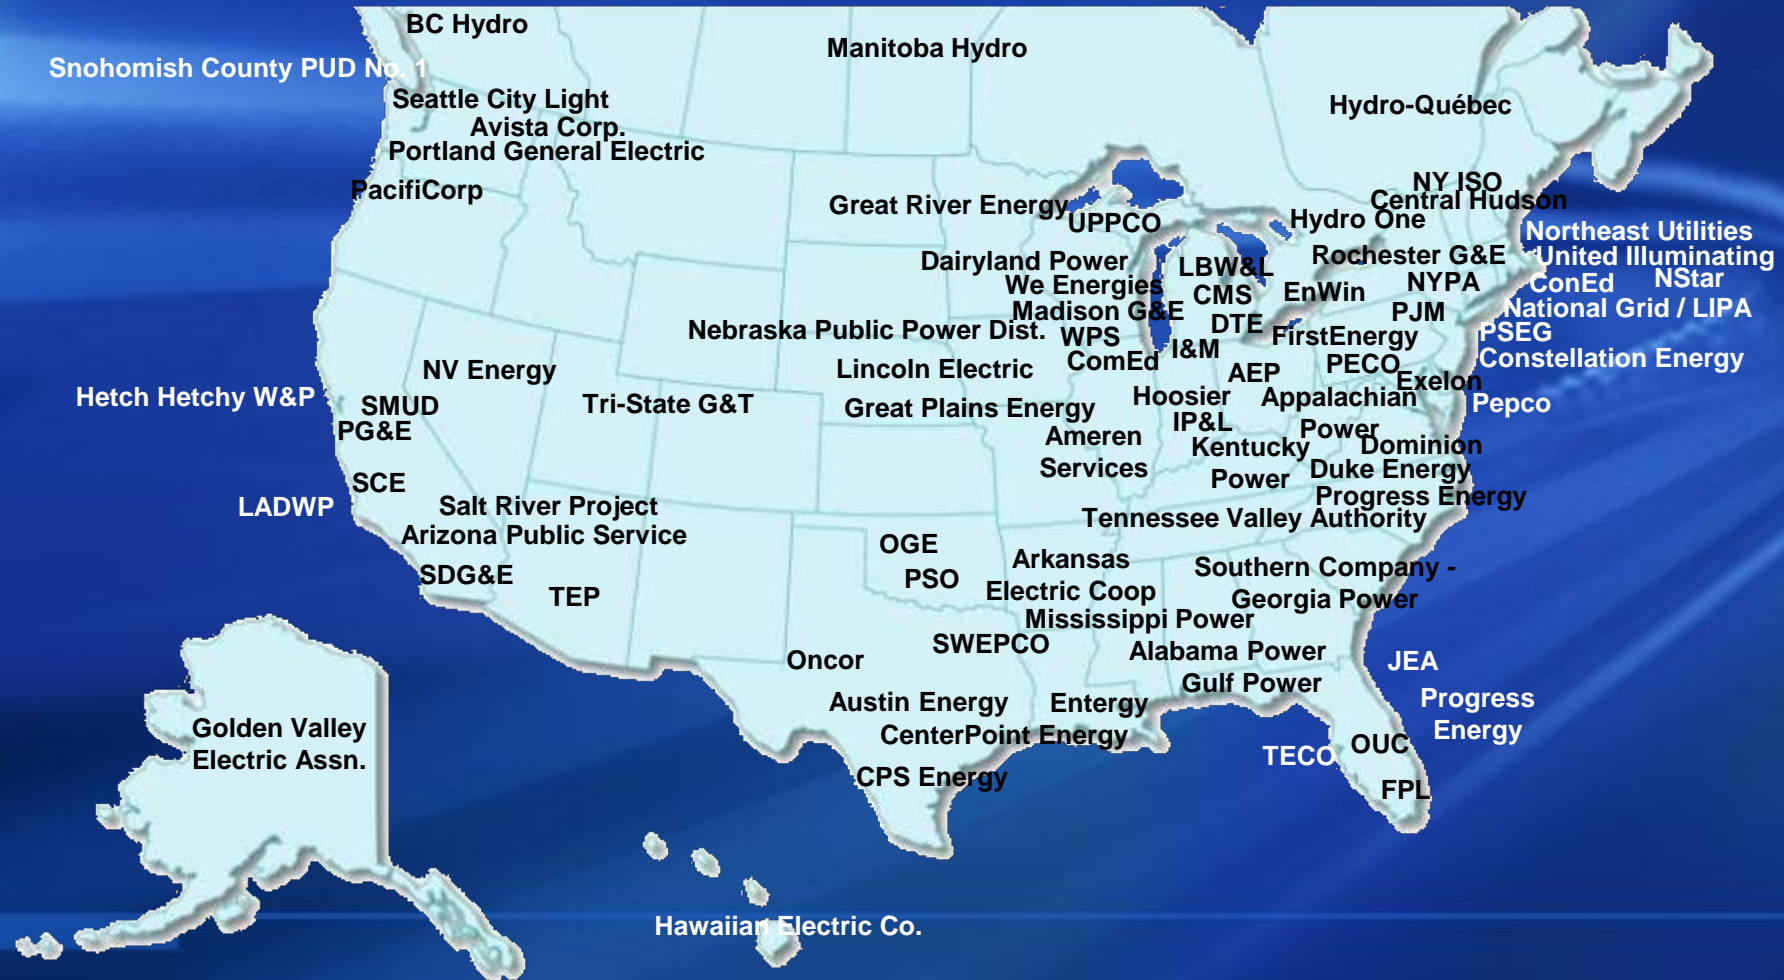 BC Hydro
Manitoba Hydro
Snohomish County PUD No. 1
Seattle City Light
Hydro-Québec
Avista Corp.
Portland General Electric
PacifiCorp
NY ISO
Central Hudson
Great River Energy
UPPCO
Hydro One
Northeast Utilities
Rochester G&E
United Illuminating
Dairyland Power
LBW&L
We Energies
CMS
EnWin
NYPA
ConEd
NStar
Madison G&E
DTE
PJM
National Grid / LIPA
Nebraska Public Power Dist.
WPS
FirstEnergy
PSEG
ComEd
I&M
Constellation Energy
NV Energy
Lincoln Electric
AEP
PECO
Exelon
Hetch Hetchy W&P
SMUD
Tri-State G&T
Great Plains Energy
Hoosier
Appalachian
Power
Pepco
PG&E
IP&L
Ameren
Services
Kentucky
Power
Dominion
Duke Energy
SCE
Progress Energy
LADWP
Salt River Project
Tennessee Valley Authority
Arizona Public Service
OGE
Arkansas
Electric Coop
Southern Company -
Georgia Power
SDG&E
PSO
TEP
Mississippi Power
SWEPCO
Alabama Power
Oncor
JEA
Gulf Power
Austin Energy
Entergy
Progress
Energy
Golden Valley
Electric Assn.
CenterPoint Energy
TECO
OUC
CPS Energy
FPL
Hawaiian Electric Co.